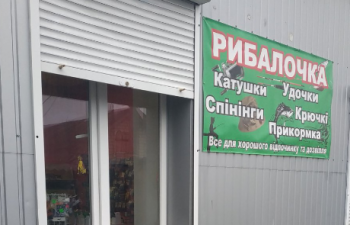 РИБАЛОЧКА
Катушки Удочки
Спінінги Крючкі
Прикормка
Все для хорошого відпочинку та дозвілля